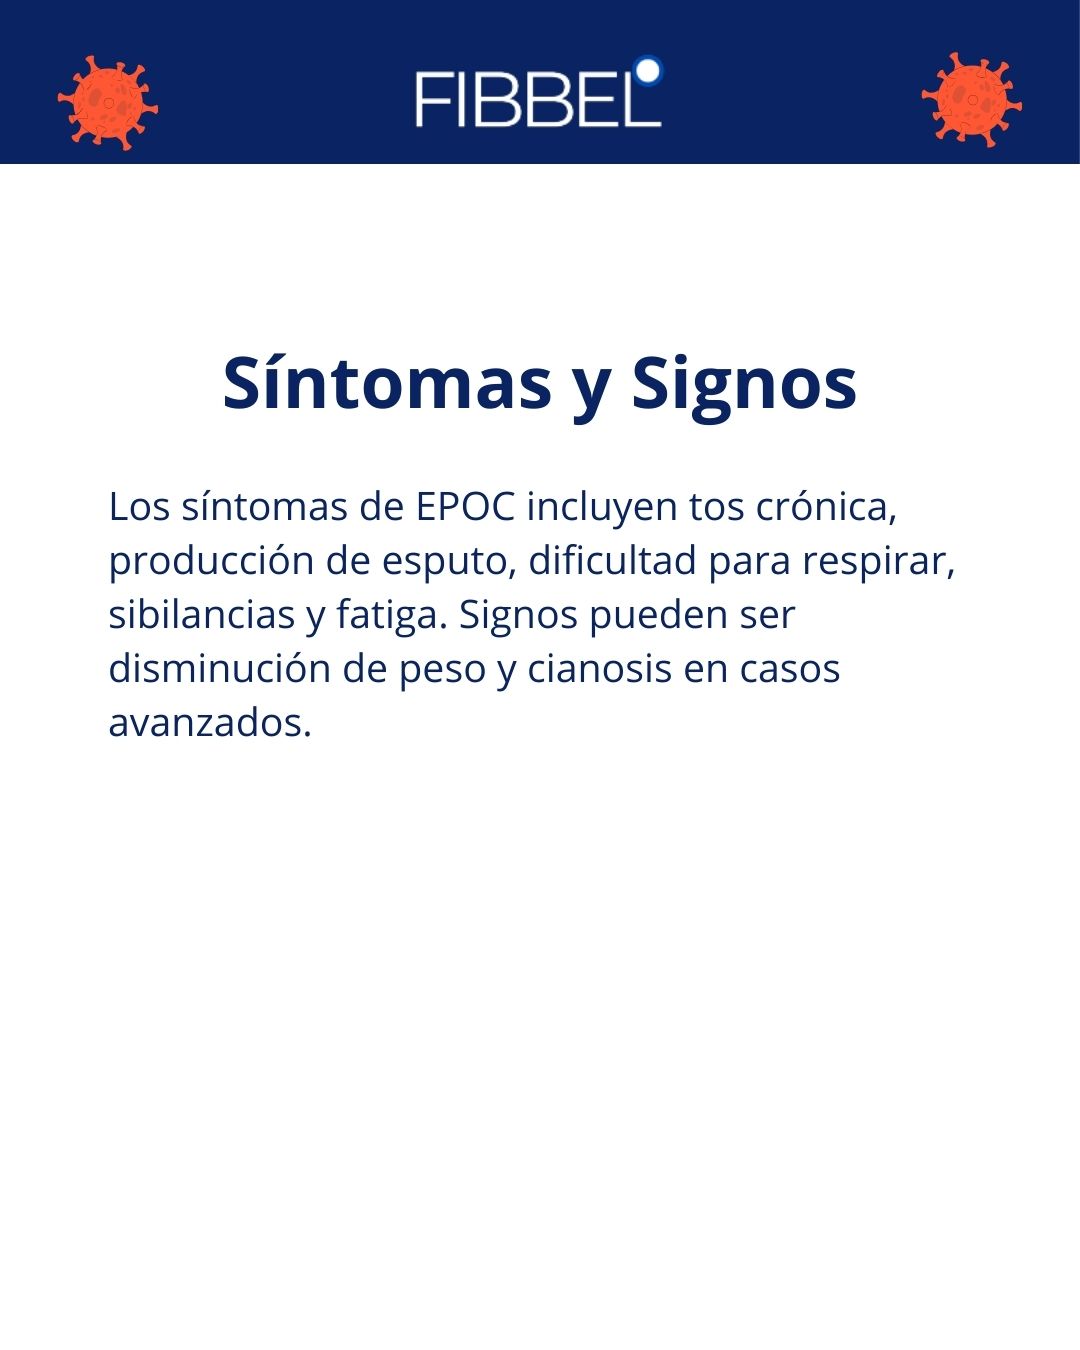 FIBBEL
Síntomas y Signos
Los síntomas de EPOC incluyen tos crónica,
producción de esputo, dificultad para respirar,
sibilancias y fatiga. Signos pueden ser
disminución de peso y cianosis en casos
avanzados.